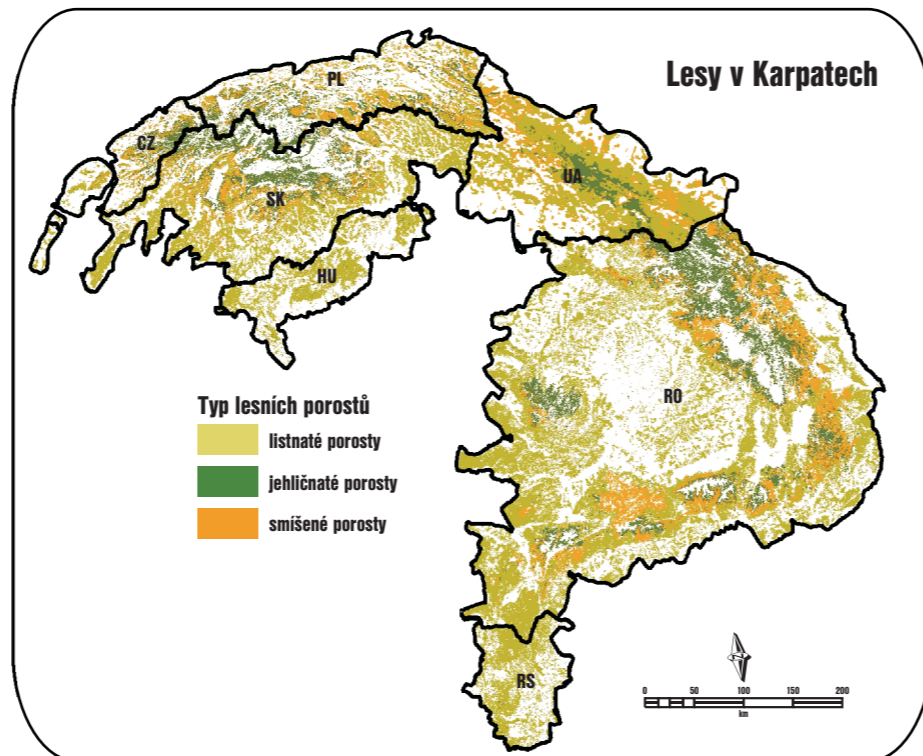 Lesy v Karpatech
PL
CZ
UA
SK
HU
RO
Typ lesních porostů
listnaté porosty
jehličnaté porosty
smíšené porosty
RS
0 50 100 150 200
km